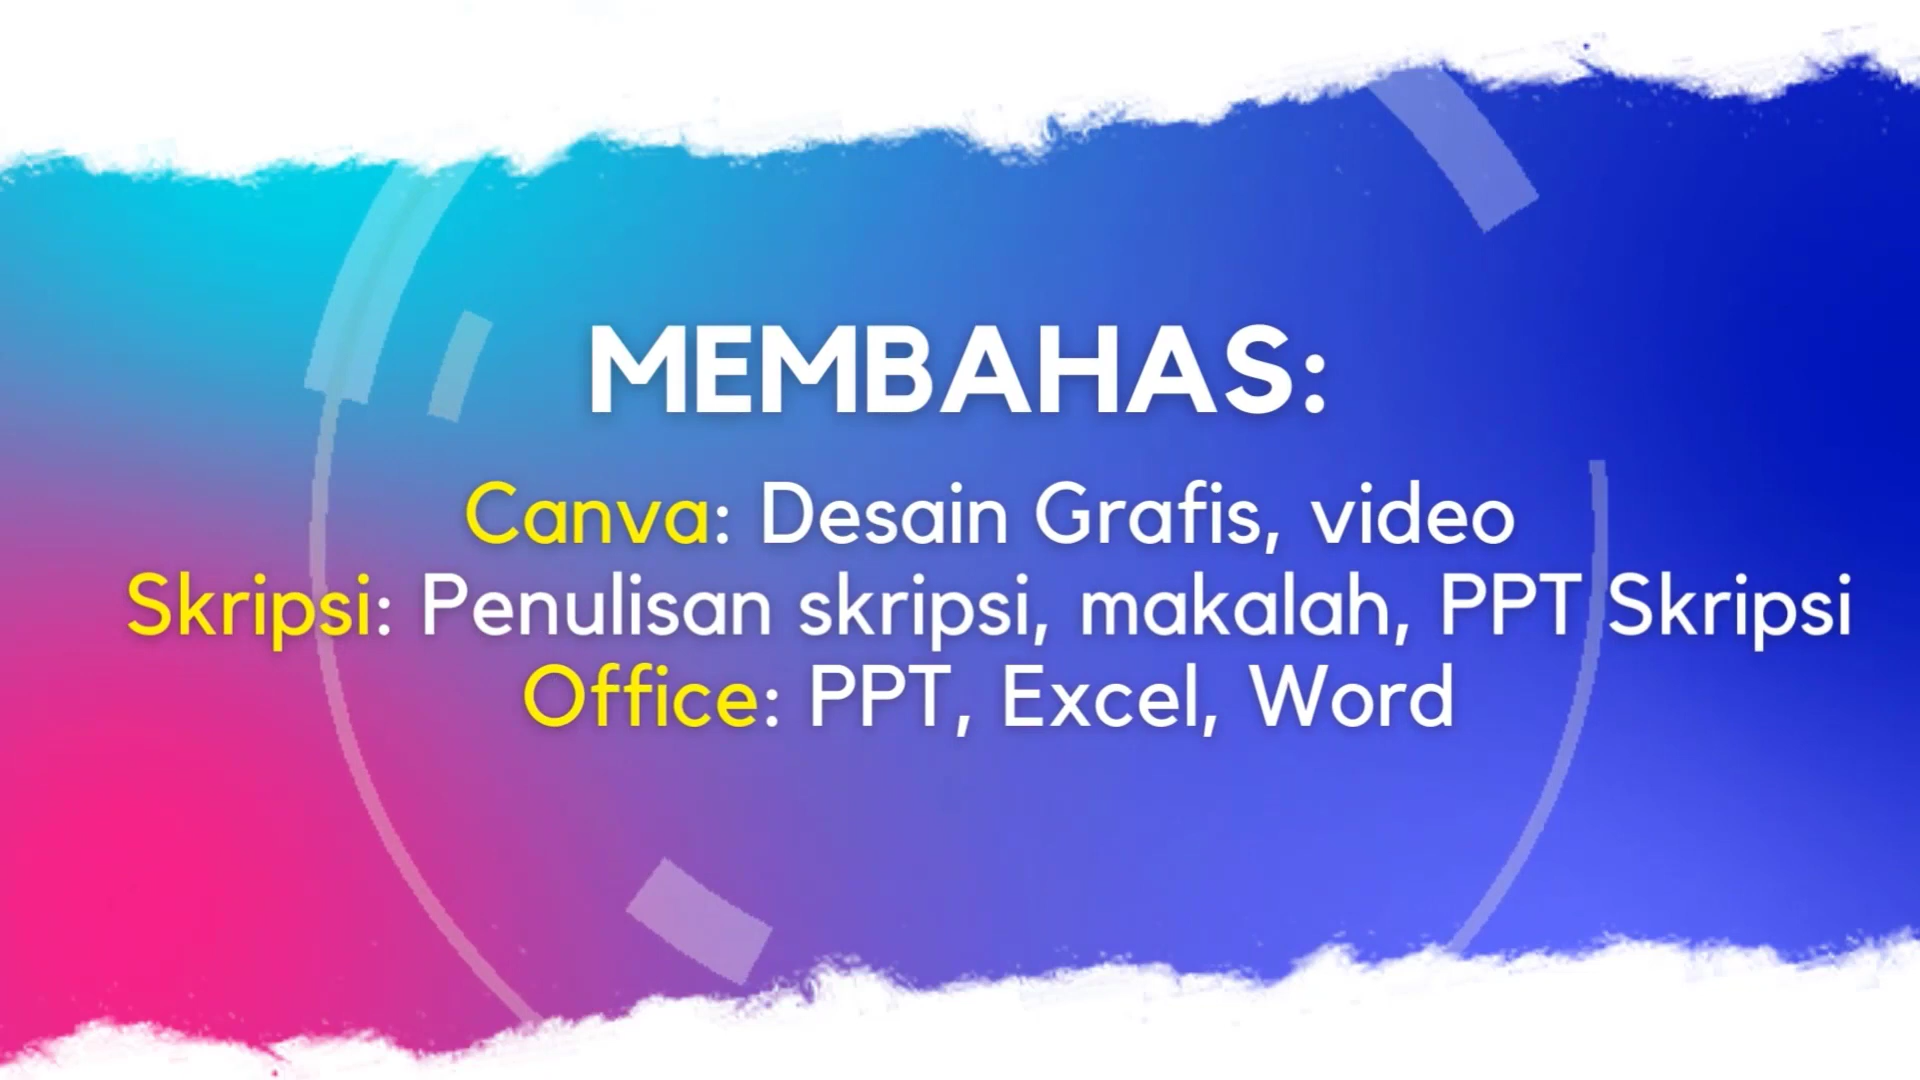 MEMBAHAS:
Canva: Desain Grafis, video
Skripsi: Penulisan skripsi, makalah, PPT Skripsi
Office: PPT, Excel, Word